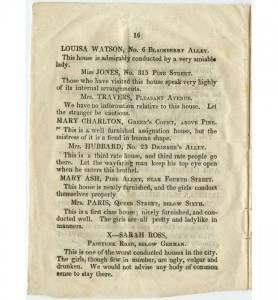 16
LOUISA WATSON, No. 6 Blackberry Alley.
This house is admirably conducted by a very amiable
lady.
Miss JONES, No. 315 Pine Street.
Those who have visited this house speak very highly
of its internal arrangements.
Mrs. TRAVERS, Pleasant Avenue.
We have no information relative to this house. Let
the stranger be cautious.
MARY CHARLTON, Green's Court, above Pine.
This is a well furnished assignation house, but the
mistress of it is a fiend in human shape.
Mrs. HUBBARD, No. 23 Alley.
This is a third rate house, and third rate people go
there. Let the wayfaring man keep his top eye open
when he enters this brothel.
MARY ASH, Pine Alley, near Fourth Street.
This house is neatly furnished, and the girls conduct
themselves properly.
Mrs. PARIS, Queen Street, below Sixth.
This is a first class house; nicely furnished, and con-
ducted well. The girls are all pretty and ladylike in
manners.
X—SARAH ROSS,
Passyunk Road, below German.
This is one of the worst conducted houses in the city.
The girls, though few in number, are ugly, vulgar and
drunken. We would not advise any body of common
sense to stay there.